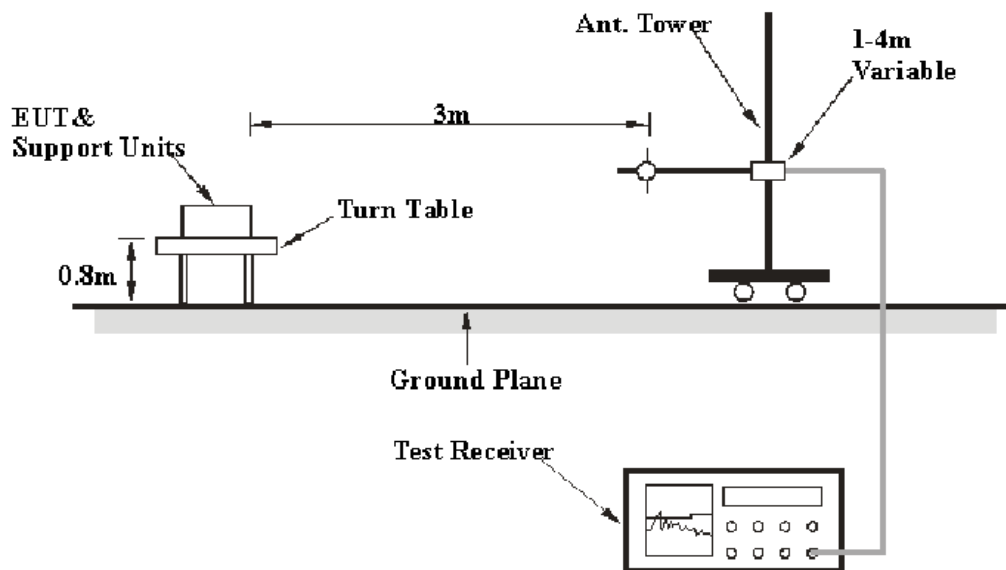 Ant. Tower
1-4m
Variable
3m
EUT&
Support Units
Turn Table
0.8m
Ground Plane
Test Receiver